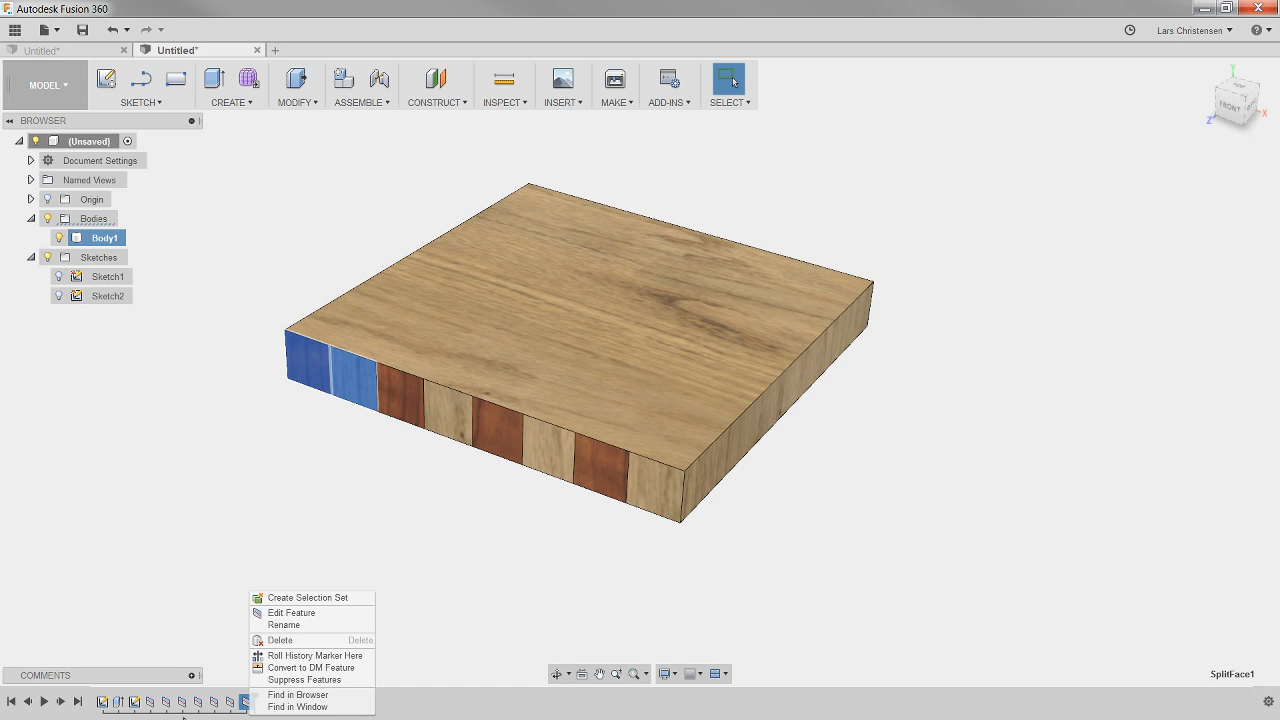 Autodesk Fusion 360
Lars Christensen
Untitled*
Untitled*
MODEL
SKETCH
CREATE
MODIFY
ASSEMBLE
CONSTRUCT
INSPECT
INSERT
MAKE
ADD-INS
SELECT
BROWSER
(Unsaved)
Document Settings
Named Views
Origin
Bodies
Body1
Sketches
Sketch1
Sketch2
FRONT
Y
X
Z
Create Selection Set
Edit Feature
Rename
Delete Delete
Roll History Marker Here
Convert to DM Feature
Suppress Features
Find in Browser
Find in Window
COMMENTS
SplitFace1